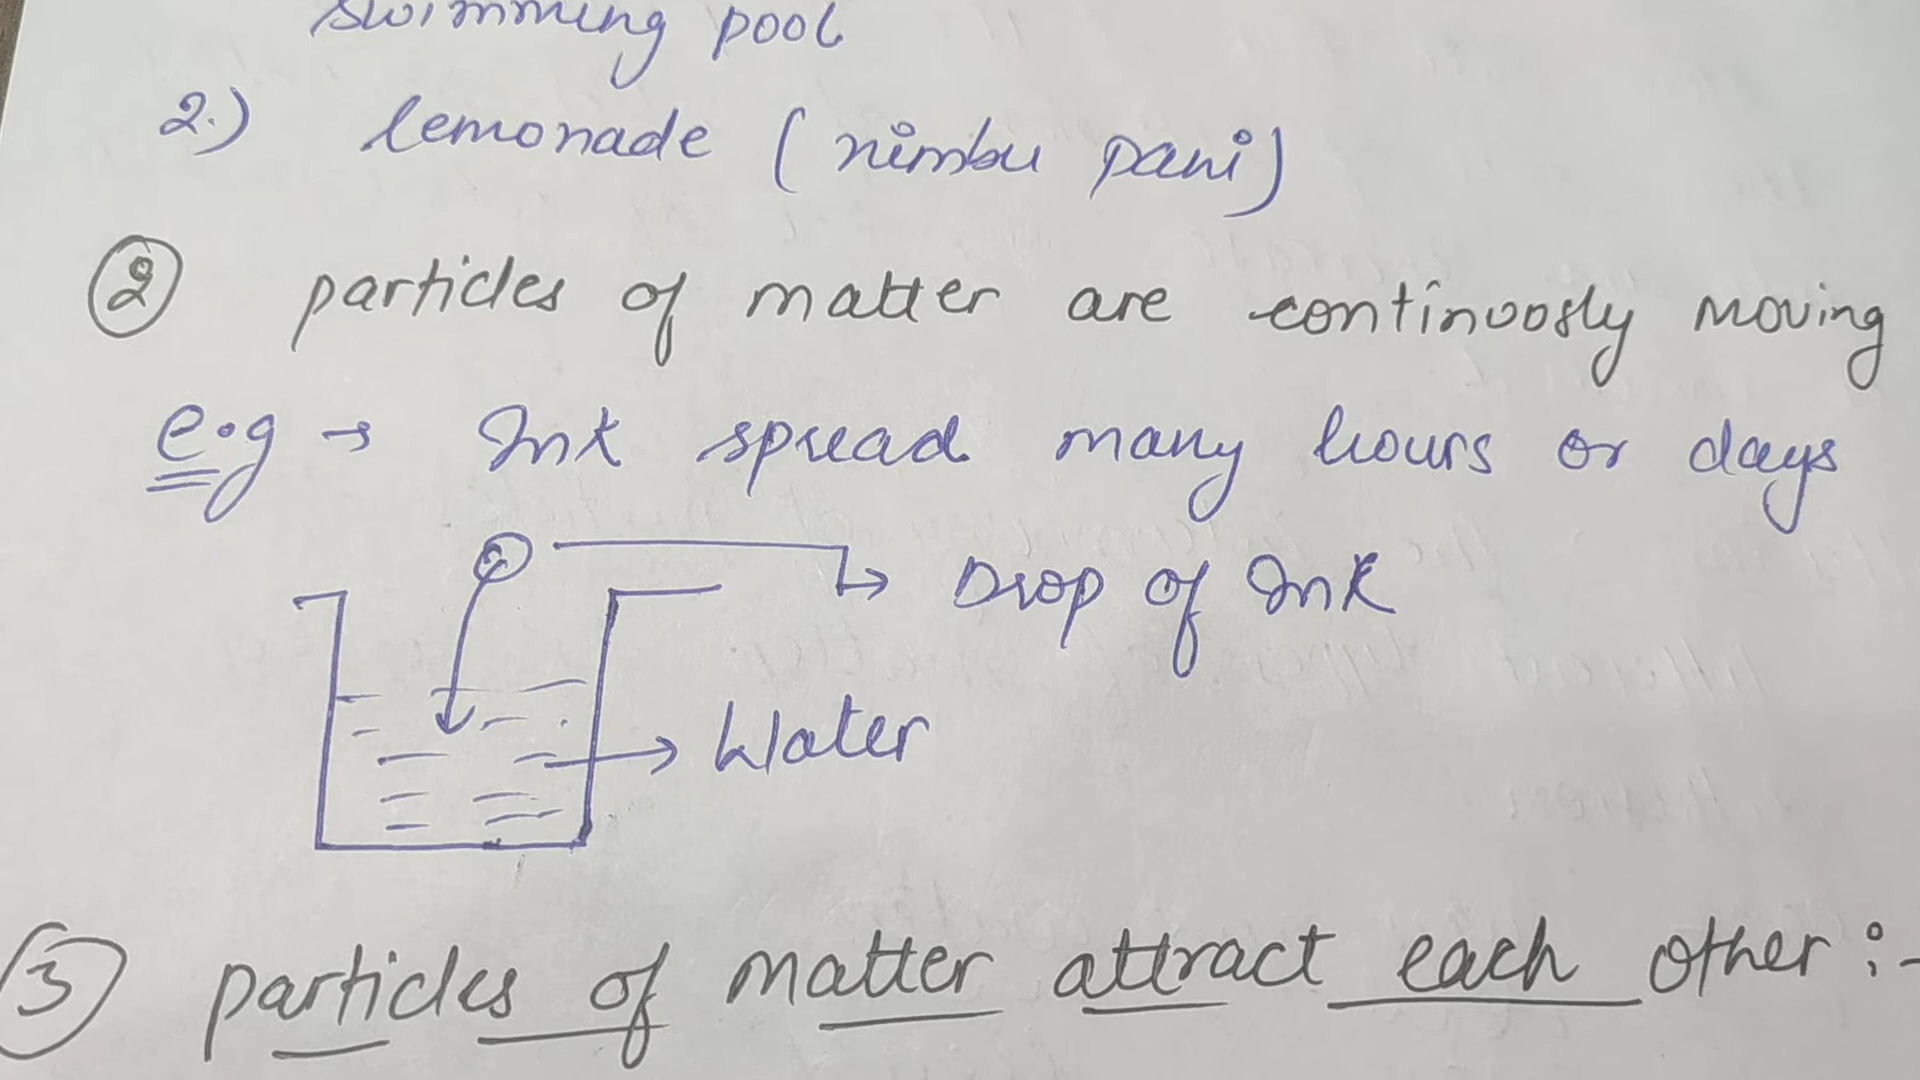 swimming pool
2.) lemonade (nimbu pani)
② particles of matter are continuosly moving
e.g → Ink spread many hours or days
Drop of Ink
Water
③ particles of matter attract each other :-